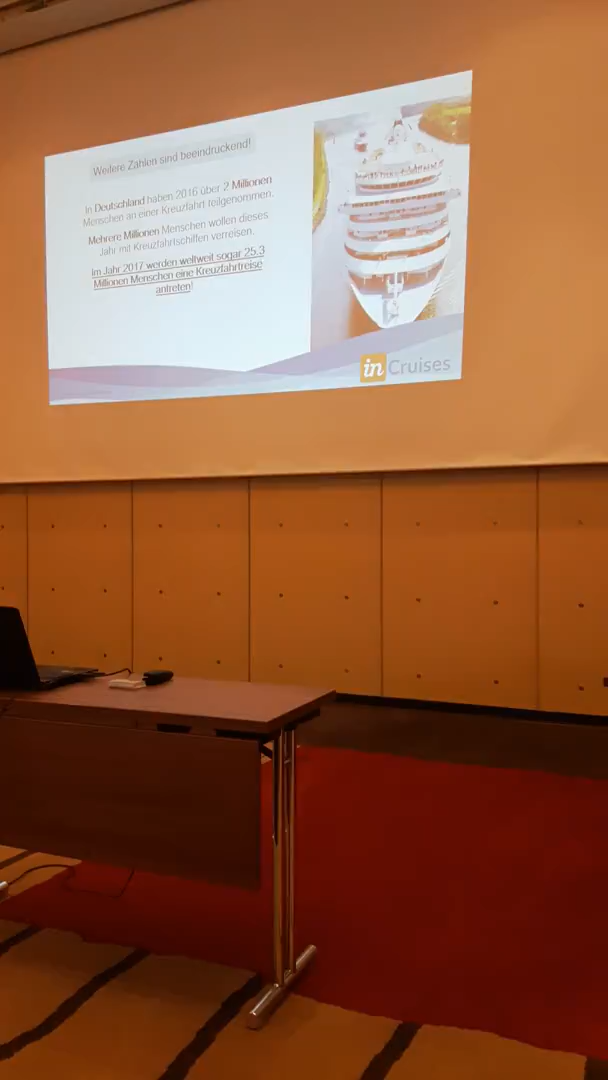 Weitere Zahlen sind beeindruckend!
In Deutschland haben 2016 über 2 Millionen
Menschen an einer Kreuzfahrt teilgenommen.
Mehrere Millionen Menschen wollen dieses
Jahr mit Kreuzfahrtschiffen verreisen.
Im Jahr 2017 werden weltweit sogar 25.3
Millionen Menschen eine Kreuzfahrtreise
antreten!
in Cruises